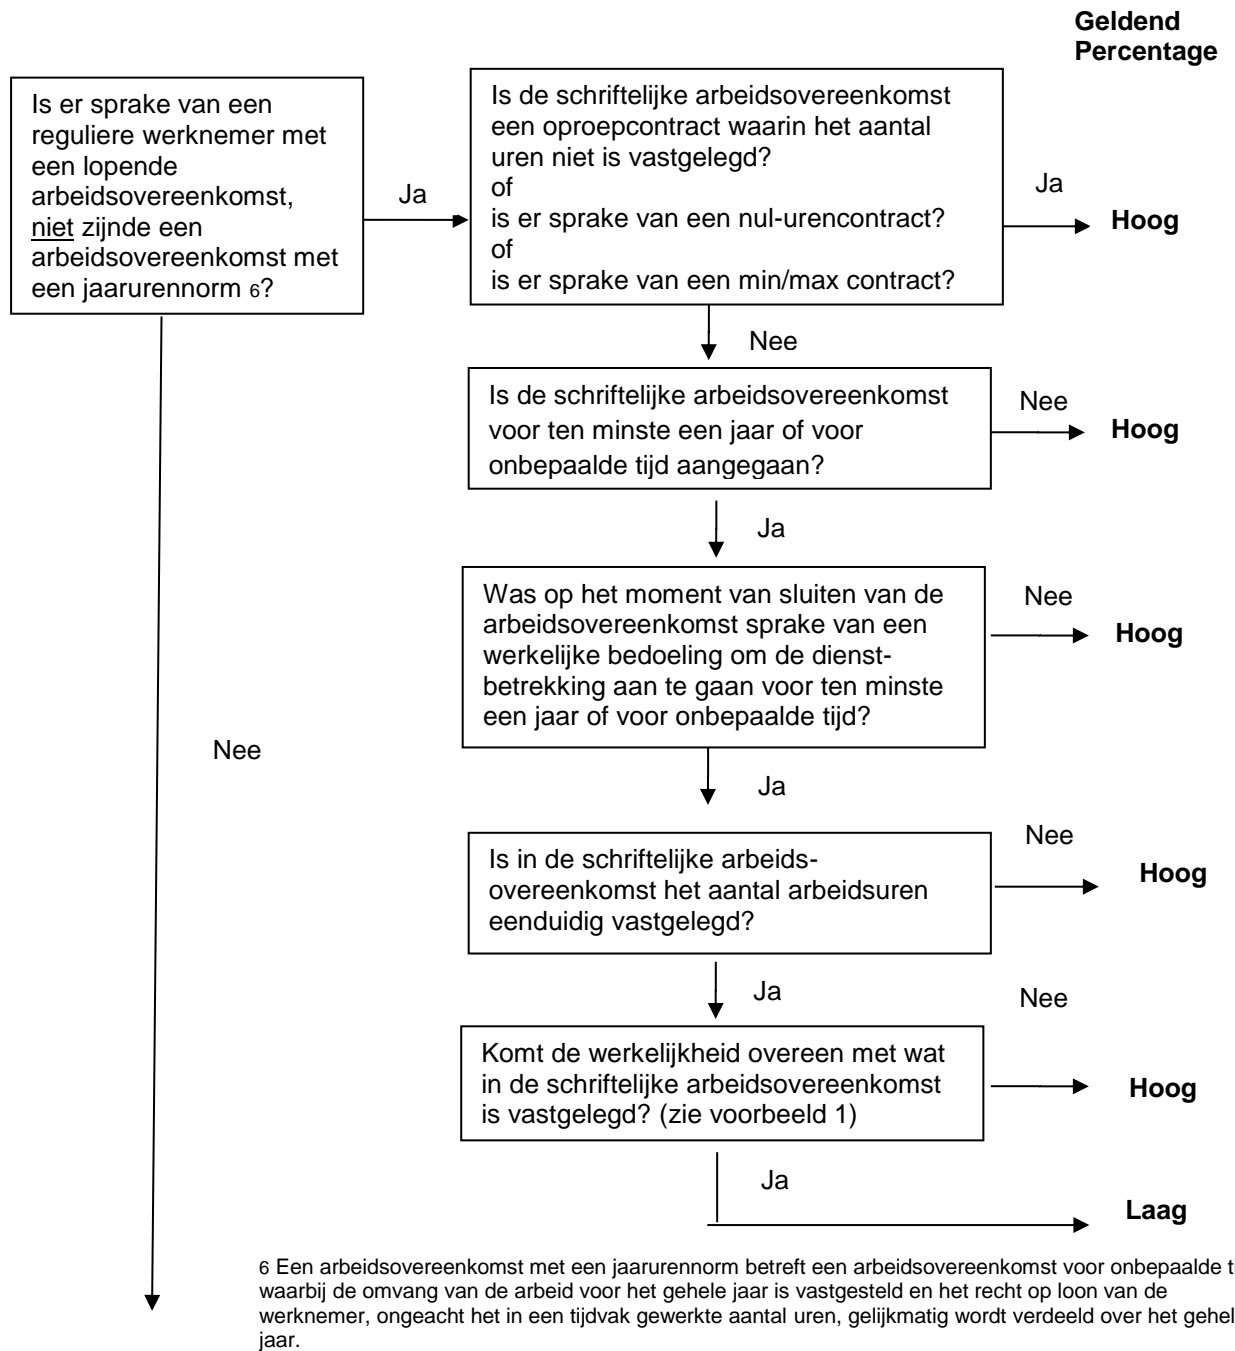 Geldend
Percentage
Is er sprake van een
reguliere werknemer met
een lopende
arbeidsovereenkomst,
niet zijnde een
arbeidsovereenkomst met
een jaarurennorm 6?
Ja
Is de schriftelijke arbeidsovereenkomst
een oproepcontract waarin het aantal
uren niet is vastgelegd?
of
is er sprake van een nul-urencontract?
of
is er sprake van een min/max contract?
Ja
Hoog
Nee
Is de schriftelijke arbeidsovereenkomst
voor ten minste een jaar of voor
onbepaalde tijd aangegaan?
Nee
Hoog
Ja
Was op het moment van sluiten van de
arbeidsovereenkomst sprake van een
werkelijke bedoeling om de dienst-
betrekking aan te gaan voor ten minste
een jaar of voor onbepaalde tijd?
Nee
Hoog
Nee
Ja
Is in de schriftelijke arbeids-
overeenkomst het aantal arbeidsuren
eenduidig vastgelegd?
Nee
Hoog
Ja
Komt de werkelijkheid overeen met wat
in de schriftelijke arbeidsovereenkomst
is vastgelegd? (zie voorbeeld 1)
Nee
Hoog
Ja
Laag
6 Een arbeidsovereenkomst met een jaarurennorm betreft een arbeidsovereenkomst voor onbepaalde ti
waarbij de omvang van de arbeid voor het gehele jaar is vastgesteld en het recht op loon van de
werknemer, ongeacht het in een tijdvak gewerkte aantal uren, gelijkmatig wordt verdeeld over het gehel
jaar.